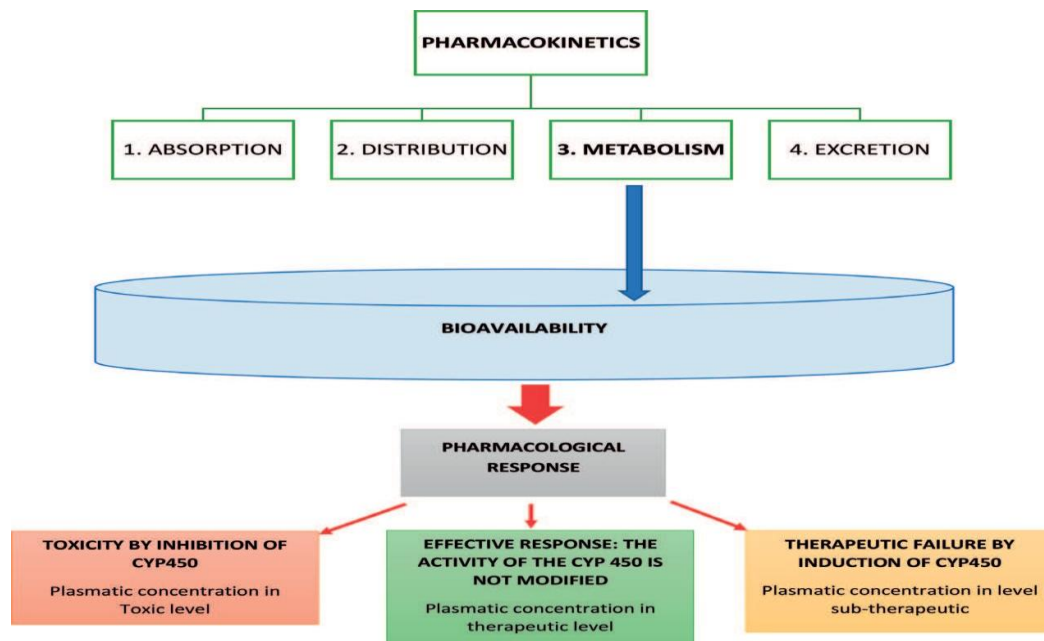 PHARMACOKINETICS
1. ABSORPTION
2. DISTRIBUTION
3. METABOLISM
4. EXCRETION
BIOAVAILABILITY
PHARMACOLOGICAL
RESPONSE
TOXICITY BY INHIBITION OF
CYP450
Plasmatic concentration in
Toxic level
EFFECTIVE RESPONSE: THE
ACTIVITY OF THE CYP 450 IS
NOT MODIFIED
Plasmatic concentration in
therapeutic level
THERAPEUTIC FAILURE BY
INDUCTION OF CYP450
Plasmatic concentration in level
sub-therapeutic